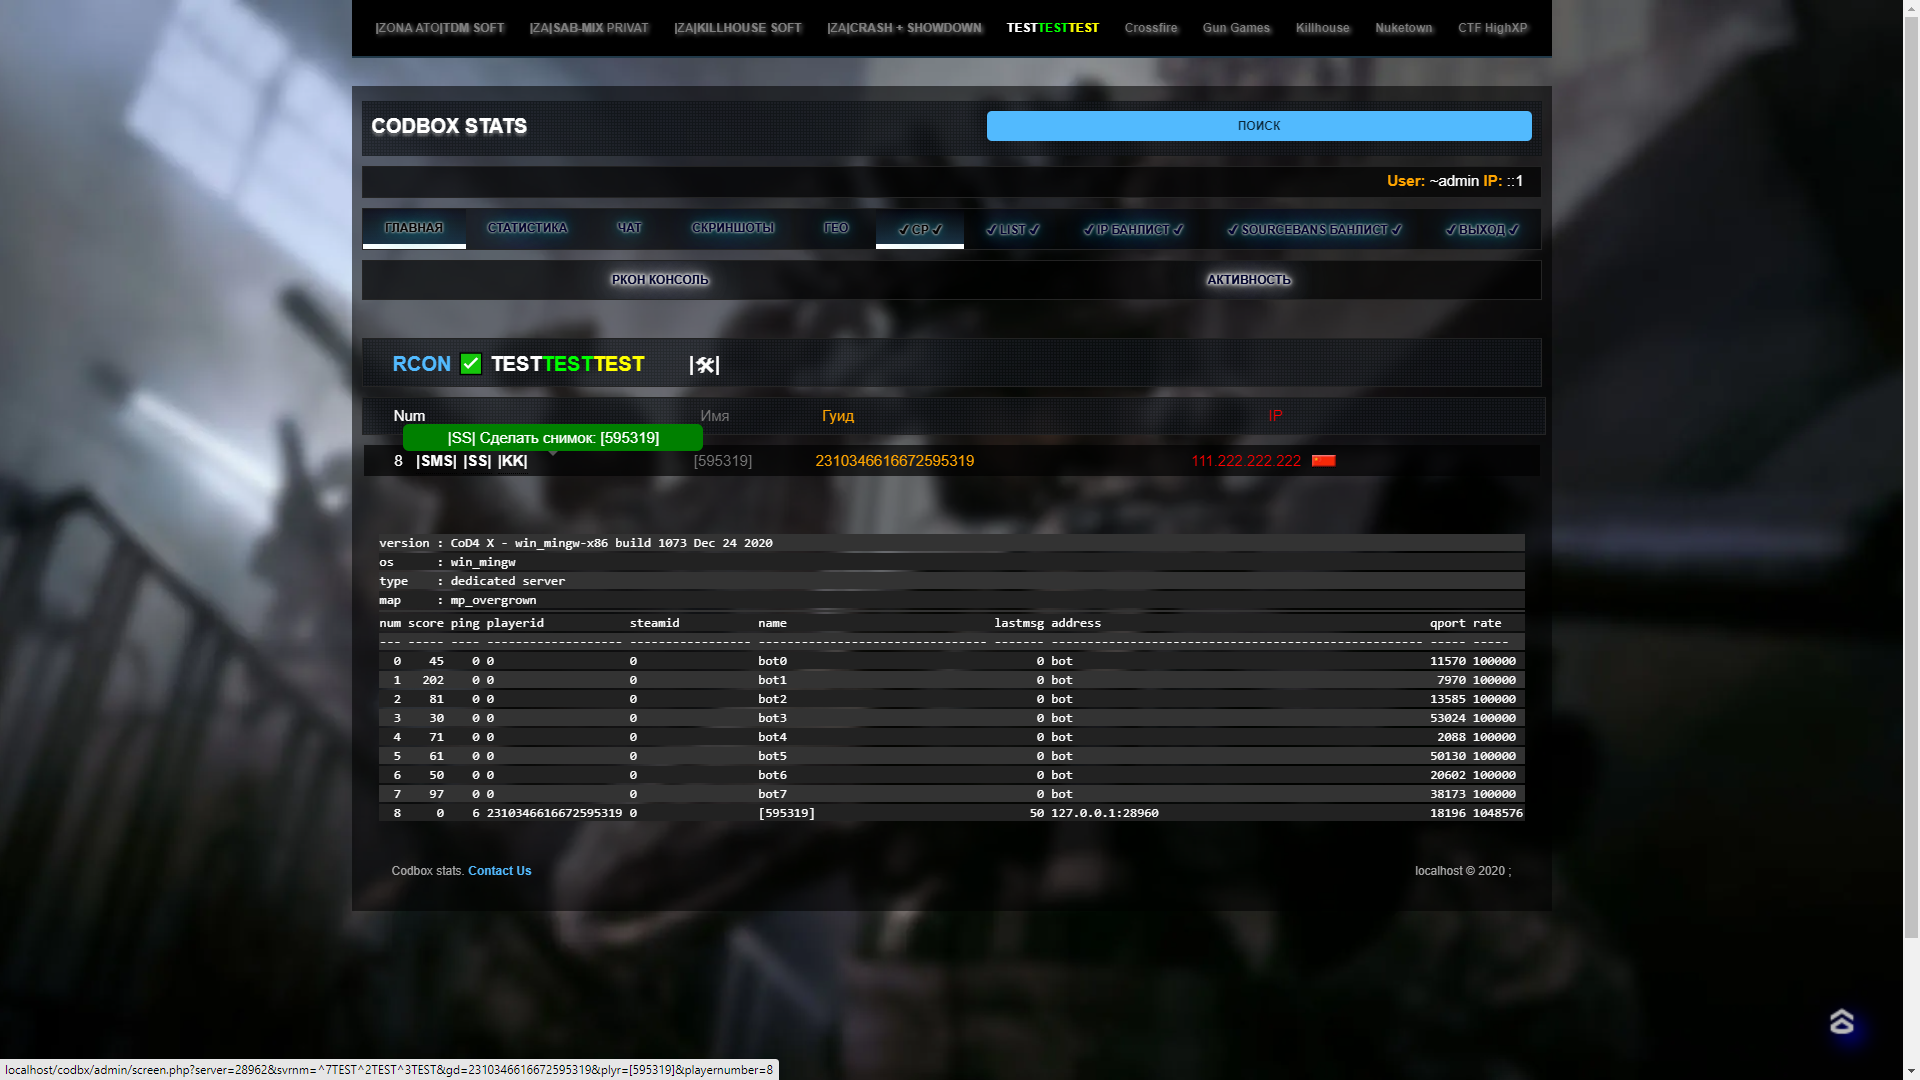 |ZONA ATO|TDM SOFT |ZA|SAB-MIX PRIVAT |ZA|KILLHOUSE SOFT |ZA|CRASH + SHOWDOWN TESTTESTTEST Crossfire Gun Games Killhouse Nuketown CTF HighXP
CODBOX STATS ПОИСК
User: ~admin IP: ::1
ГЛАВНАЯ СТАТИСТИКА ЧАТ СКРИНШОТЫ ГЕО ✓CP ✓ ✓LIST ✓ ✓IP БАНЛИСТ ✓ ✓SOURCEBANS БАНЛИСТ ✓ ✓ВЫХОД ✓
РКОН КОНСОЛЬ АКТИВНОСТЬ
RCON ✅ TESTTESTTEST |🛠|
Num Имя Гуид IP
|SS| Сделать снимок: [595319]
8 |SMS| |SS| |KK| [595319] 2310346616672595319 111.222.222.222
version : CoD4 X - win_mingw-x86 build 1073 Dec 24 2020
os : win_mingw
type : dedicated server
map : mp_overgrown
num score ping playerid steamid name lastmsg address qport rate
--- ----- ---- ------------------- ----------------- -------------------------------- ------- ---------------------------------------------------- ----- -----
0 45 0 0 0 bot0 0 bot 11570 100000
1 202 0 0 0 bot1 0 bot 7970 100000
2 81 0 0 0 bot2 0 bot 13585 100000
3 30 0 0 0 bot3 0 bot 53024 100000
4 71 0 0 0 bot4 0 bot 2088 100000
5 61 0 0 0 bot5 0 bot 50130 100000
6 50 0 0 0 bot6 0 bot 20602 100000
7 97 0 0 0 bot7 0 bot 38173 100000
8 0 6 2310346616672595319 0 [595319] 50 127.0.0.1:28960 18196 1048576
Codbox stats. Contact Us localhost © 2020 ;
localhost/codbx/admin/screen.php?server=28962&svrnm=^7TEST^2TEST^3TEST&gd=2310346616672595319&plyr=[595319]&playernumber=8